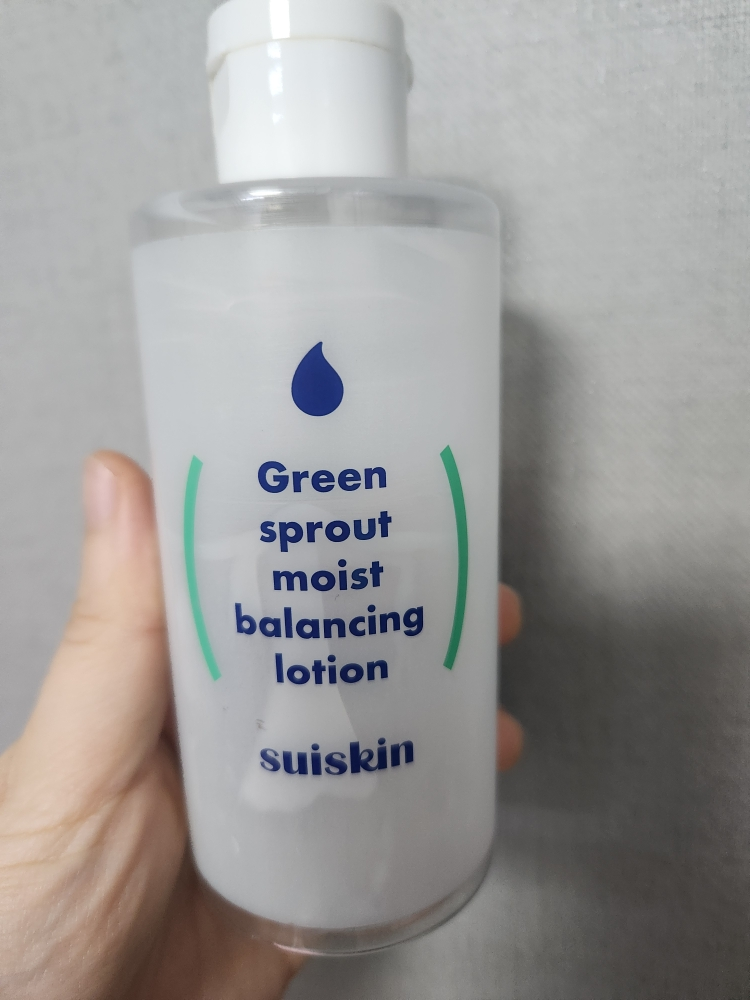 Green
sprout
moist
balancing
lotion
suiskin